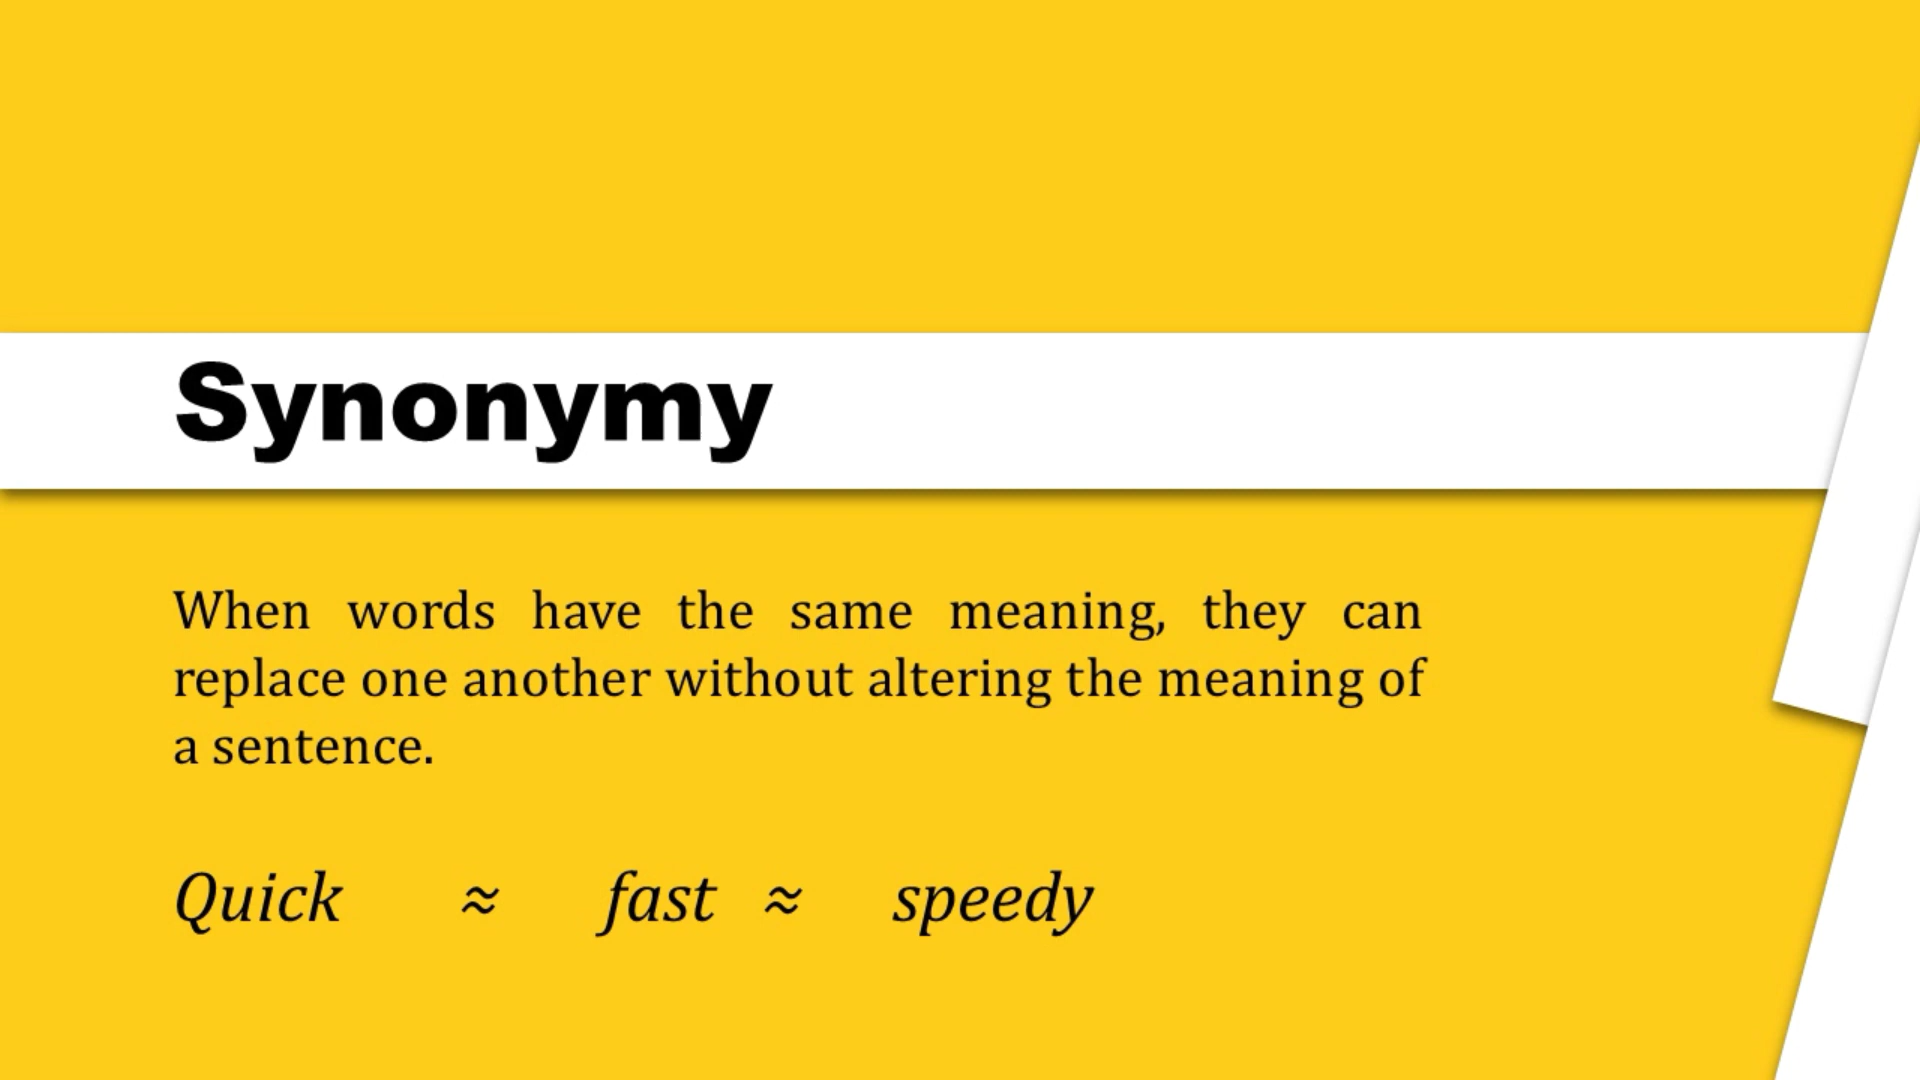 Synonymy
When words have the same meaning, they can
replace one another without altering the meaning of
a sentence.
Quick ≈ fast ≈ speedy